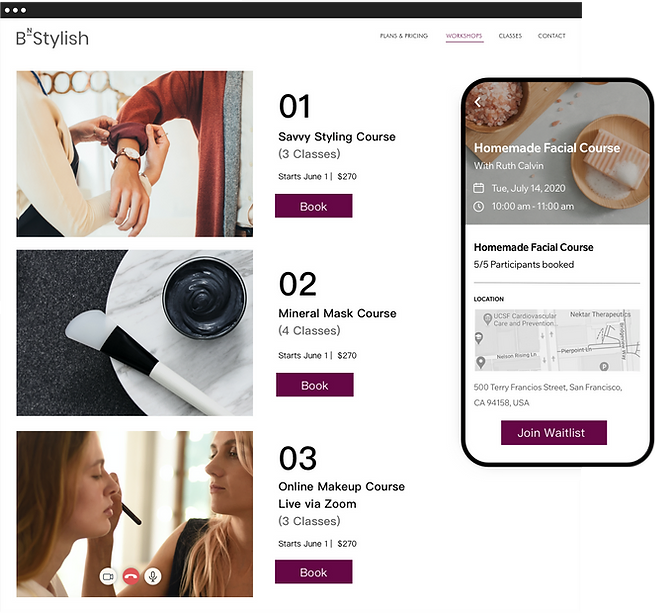 B N Stylish
PLANS & PRICING WORKSHOPS CLASSES CONTACT
01
Savvy Styling Course
(3 Classes)
Starts June 1 | $270
Book
02
Mineral Mask Course
(4 Classes)
Starts June 1 | $270
Book
03
Online Makeup Course
Live via Zoom
(3 Classes)
Starts June 1 | $270
Book
Homemade Facial Course
With Ruth Calvin
Tue, July 14, 2020
10:00 am - 11:00 am
Homemade Facial Course
5/5 Participants booked
LOCATION
UCSF Cardiovascular
Care and Prevention...
Nektar Therapeutics
Nelson Rising Ln
Pierpoint Ln
P
500 Terry Francios Street, San Francisco,
CA 94158, USA
Join Waitlist